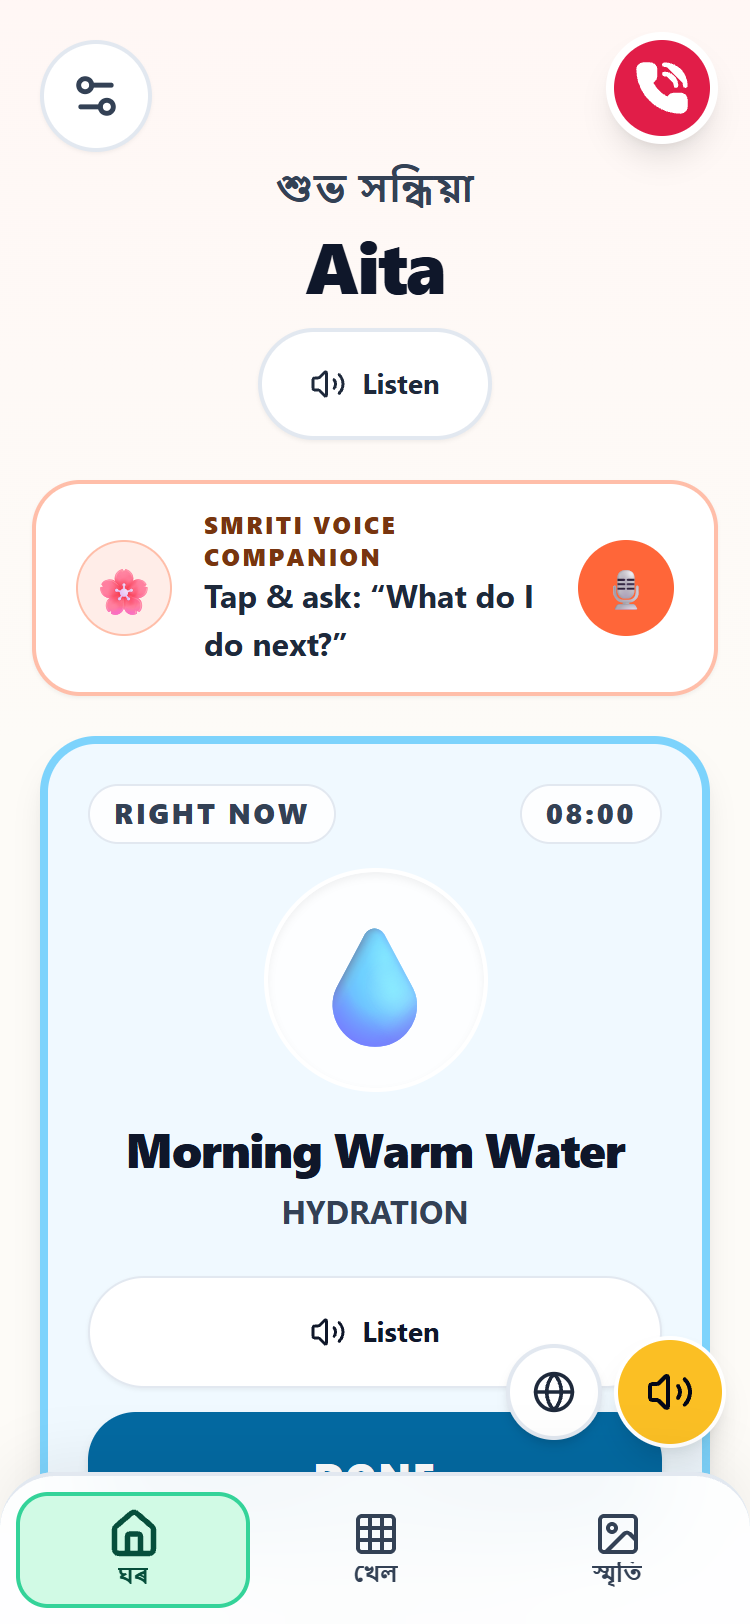 শুভ সন্ধিয়া
Aita
Listen
SMRITI VOICE
COMPANION
Tap & ask: “What do I
do next?”
RIGHT NOW
08:00
Morning Warm Water
HYDRATION
Listen
DONE
ঘৰ
খেল
স্মৃতি